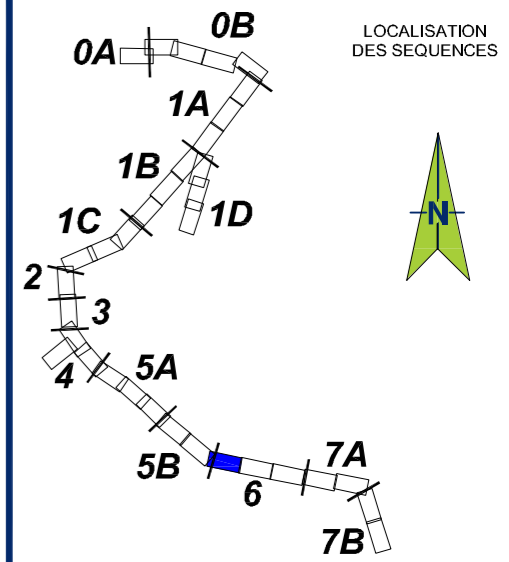 LOCALISATION
DES SEQUENCES
0A
0B
1A
1B
1C
1D
N
2
3
4
5A
5B
6
7A
7B